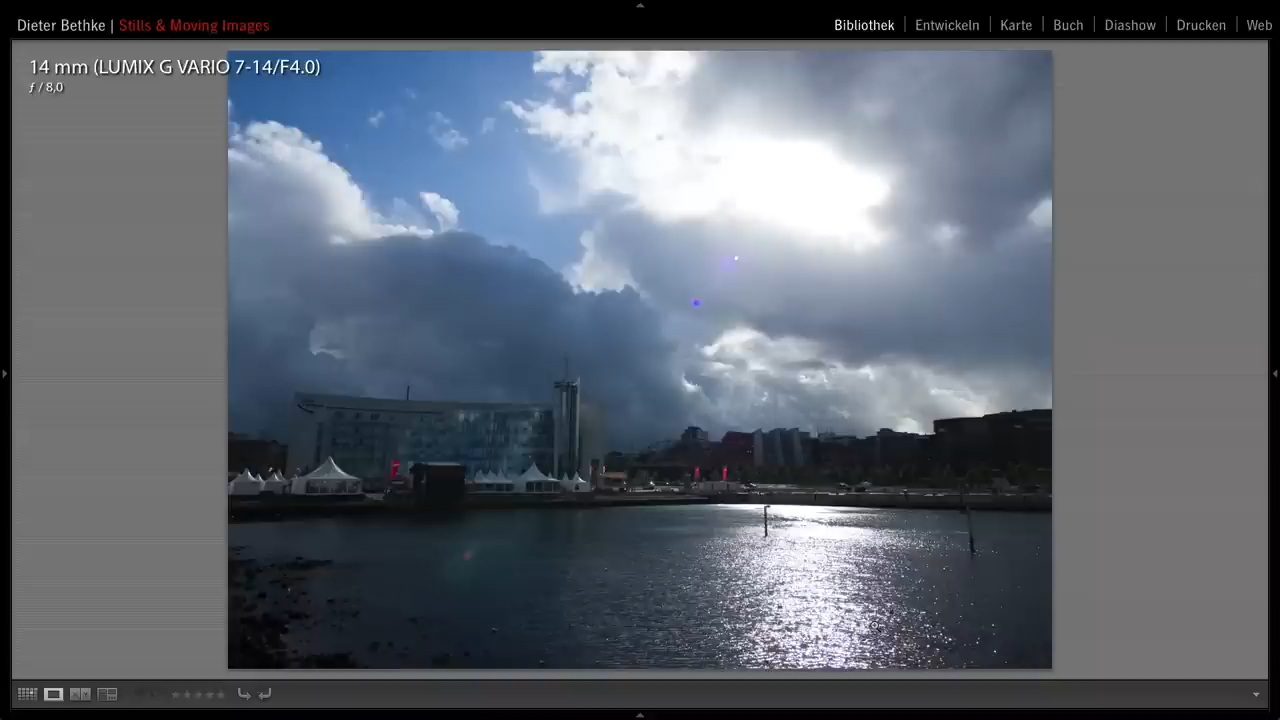 Dieter Bethke | Stills & Moving Images
Bibliothek | Entwickeln | Karte | Buch | Diashow | Drucken | Web
14 mm (LUMIX G VARIO 7-14/F4.0)
ƒ / 8,0